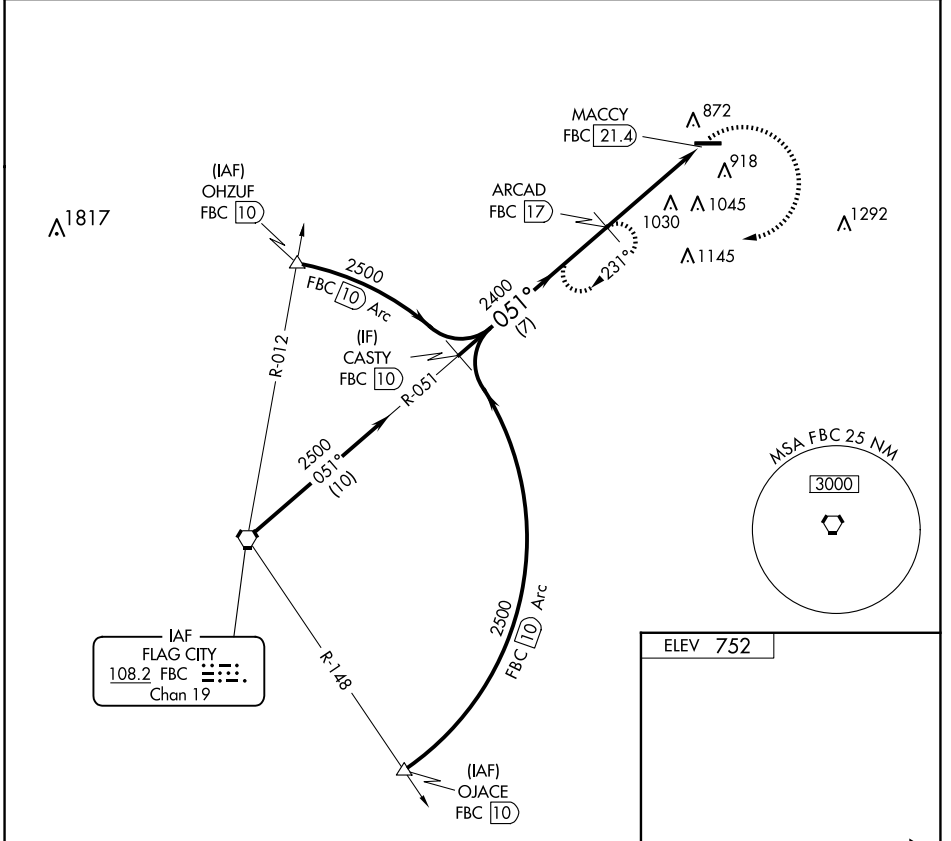 MACCY
FBC 21.4
872
918
(IAF)
OHZUF
FBC 10
ARCAD
FBC 17
1817
1030
1045
1292
1145
231°
2500
FBC 10 Arc
2400
051°
(7)
(IF)
CASTY
FBC 10
R-012
R-051
2500
051°
(10)
MSA FBC 25 NM
3000
2500
FBC 10 Arc
IAF
FLAG CITY
108.2 FBC
Chan 19
R-148
ELEV 752
(IAF)
OJACE
FBC 10